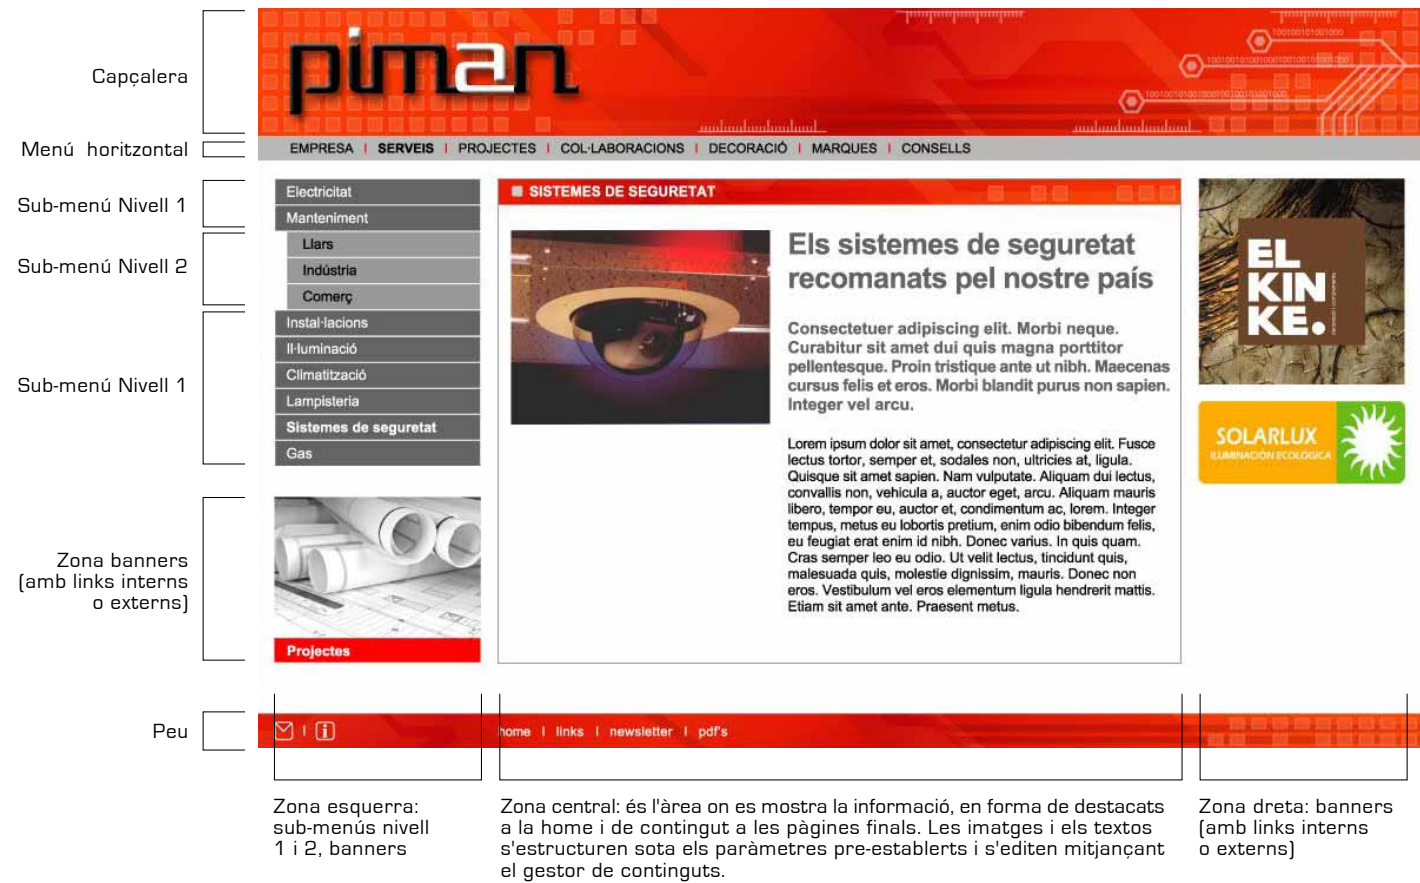 piman
100100101001000
1001001010010001001001010010001000
1001001010010001001001010010001000
Capçalera
Menú horitzontal
EMPRESA | SERVEIS | PROJECTES | COL·LABORACIONS | DECORACIÓ | MARQUES | CONSELLS
Sub-menú Nivell 1
Electricitat
Manteniment
Sub-menú Nivell 2
Llars
Indústria
Comerç
Sub-menú Nivell 1
Instal·lacions
Il·luminació
Climatització
Lampisteria
Sistemes de seguretat
Gas
Zona banners
(amb links interns
o externs)
Projectes
SISTEMES DE SEGURETAT
Els sistemes de seguretat
recomanats pel nostre país
Consectetuer adipiscing elit. Morbi neque.
Curabitur sit amet dui quis magna porttitor
pellentesque. Proin tristique ante ut nibh. Maecenas
cursus felis et eros. Morbi blandit purus non sapien.
Integer vel arcu.
Lorem ipsum dolor sit amet, consectetur adipiscing elit. Fusce
lectus tortor, semper et, sodales non, ultricies at, ligula.
Quisque sit amet sapien. Nam vulputate. Aliquam dui lectus,
convallis non, vehicula a, auctor eget, arcu. Aliquam mauris
libero, tempor eu, auctor et, condimentum ac, lorem. Integer
tempus, metus eu lobortis pretium, enim odio bibendum felis,
eu feugiat erat enim id nibh. Donec varius. In quis quam.
Cras semper leo eu odio. Ut velit lectus, tincidunt quis,
malesuada quis, molestie dignissim, mauris. Donec non
eros. Vestibulum vel eros elementum ligula hendrerit mattis.
Etiam sit amet ante. Praesent metus.
EL
KIN
KE.
SOLARLUX
ILUMINACIÓN ECOLÓGICA
Peu
home | links | newsletter | pdf's
Zona esquerra:
sub-menús nivell
1 i 2, banners
Zona central: és l'àrea on es mostra la informació, en forma de destacats
a la home i de contingut a les pàgines finals. Les imatges i els textos
s'estructuren sota els paràmetres pre-establerts i s'editen mitjançant
el gestor de continguts.
Zona dreta: banners
(amb links interns
o externs)